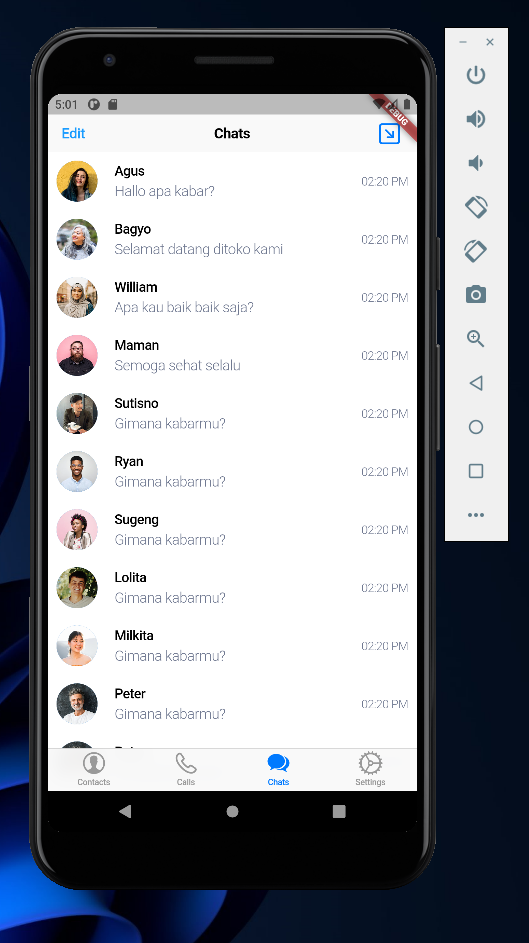 5:01
DEBUG
Edit
Chats
Agus
Hallo apa kabar?
02:20 PM
Bagyo
Selamat datang ditoko kami
02:20 PM
William
Apa kau baik baik saja?
02:20 PM
Maman
Semoga sehat selalu
02:20 PM
Sutisno
Gimana kabarmu?
02:20 PM
Ryan
Gimana kabarmu?
02:20 PM
Sugeng
Gimana kabarmu?
02:20 PM
Lolita
Gimana kabarmu?
02:20 PM
Milkita
Gimana kabarmu?
02:20 PM
Peter
Gimana kabarmu?
02:20 PM
Contacts
Calls
Chats
Settings